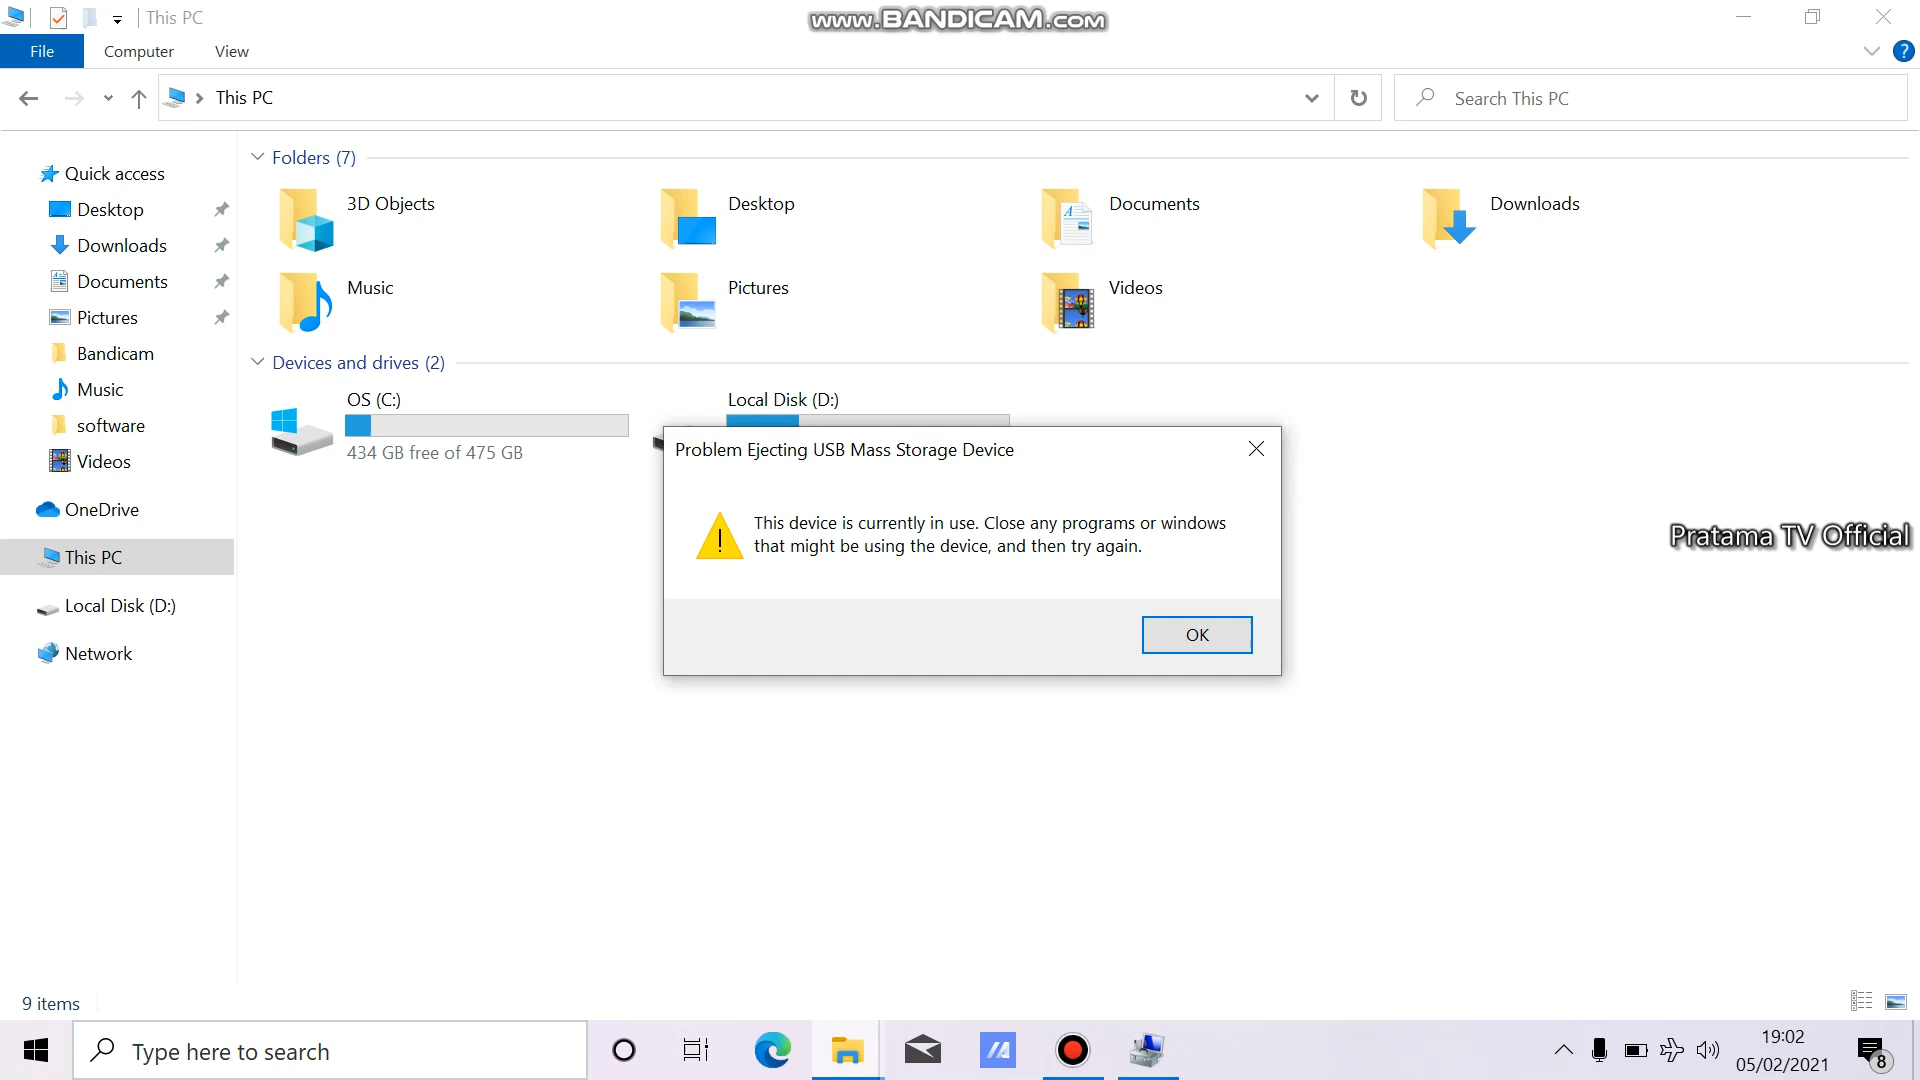 This PC
www.BANDICAM.com
File
Computer
View
?
This PC
Search This PC
Quick access
Desktop
Downloads
Documents
Pictures
Bandicam
Music
software
Videos
OneDrive
This PC
Local Disk (D:)
Network
Folders (7)
3D Objects
Desktop
Documents
Downloads
Music
Pictures
Videos
Devices and drives (2)
OS (C:)
434 GB free of 475 GB
Local Disk (D:)
Problem Ejecting USB Mass Storage Device
This device is currently in use. Close any programs or windows
that might be using the device, and then try again.
OK
Pratama TV Official
9 items
Type here to search
19:02
05/02/2021
8